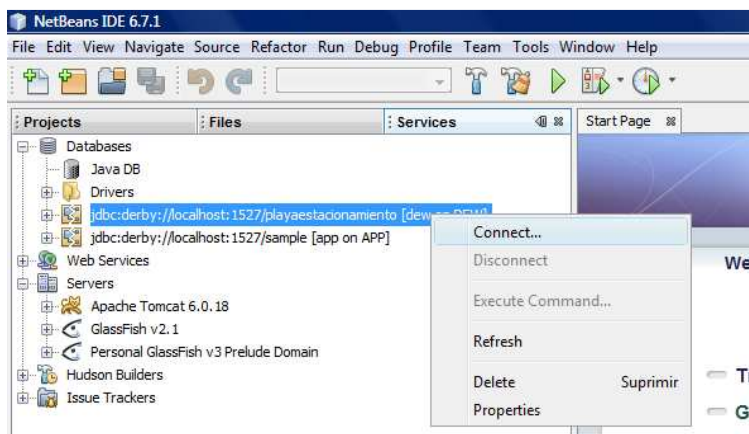 NetBeans IDE 6.7.1
File Edit View Navigate Source Refactor Run Debug Profile Team Tools Window Help
Projects Files Services Start Page
Databases
Java DB
Drivers
jdbc:derby://localhost:1527/playaestacionamiento [dew on DEW]
jdbc:derby://localhost:1527/sample [app on APP]
Web Services
Servers
Apache Tomcat 6.0.18
GlassFish v2.1
Personal GlassFish v3 Prelude Domain
Hudson Builders
Issue Trackers
Connect...
Disconnect
Execute Command...
Refresh
Delete Suprimir
Properties
We
T
G